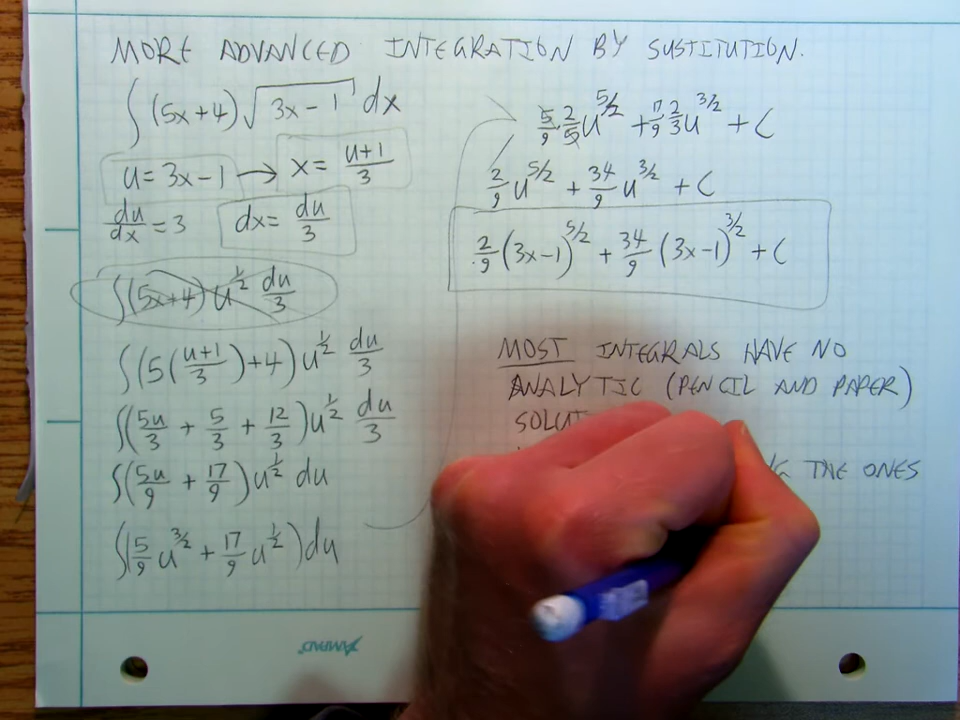 MORE ADVANCED INTEGRATION BY SUSTITUTION.
∫ (5x+4) √(3x-1) dx
u = 3x-1 → x = (u+1)/3
du/dx = 3 dx = du/3
∫(5x+4) u^(1/2) du/3
∫(5((u+1)/3)+4) u^(1/2) du/3
∫(5u/3 + 5/3 + 12/3) u^(1/2) du/3
∫(5u/9 + 17/9) u^(1/2) du
∫(5/9 u^(3/2) + 17/9 u^(1/2)) du
5/9 · 2/5 u^(5/2) + 17/9 · 2/3 u^(3/2) + C
2/9 u^(5/2) + 34/9 u^(3/2) + C
2/9 (3x-1)^(5/2) + 34/9 (3x-1)^(3/2) + C
MOST INTEGRALS HAVE NO
ANALYTIC (PENCIL AND PAPER)
THE ONES
AMPAD